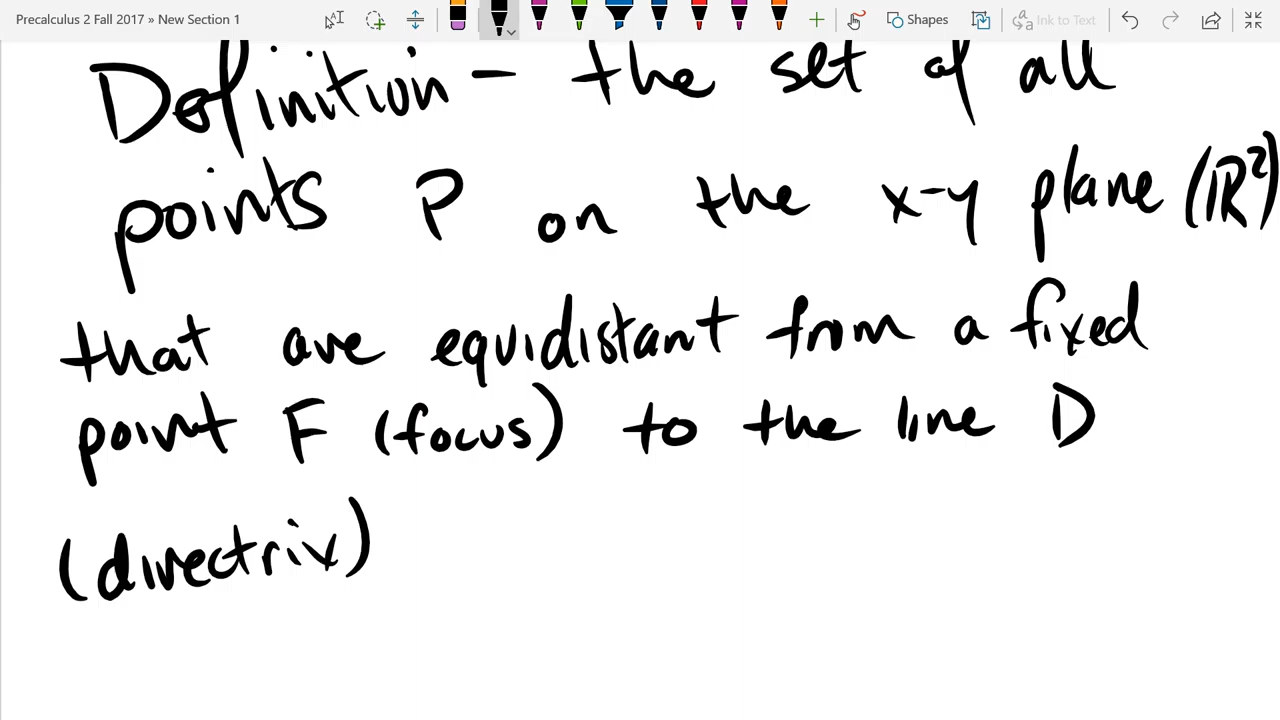 Precalculus 2 Fall 2017 » New Section 1
Shapes
Ink to Text
Definition – the set of all
points P on the x-y plane (ℝ²)
that are equidistant from a fixed
point F (focus) to the line D
(directrix)